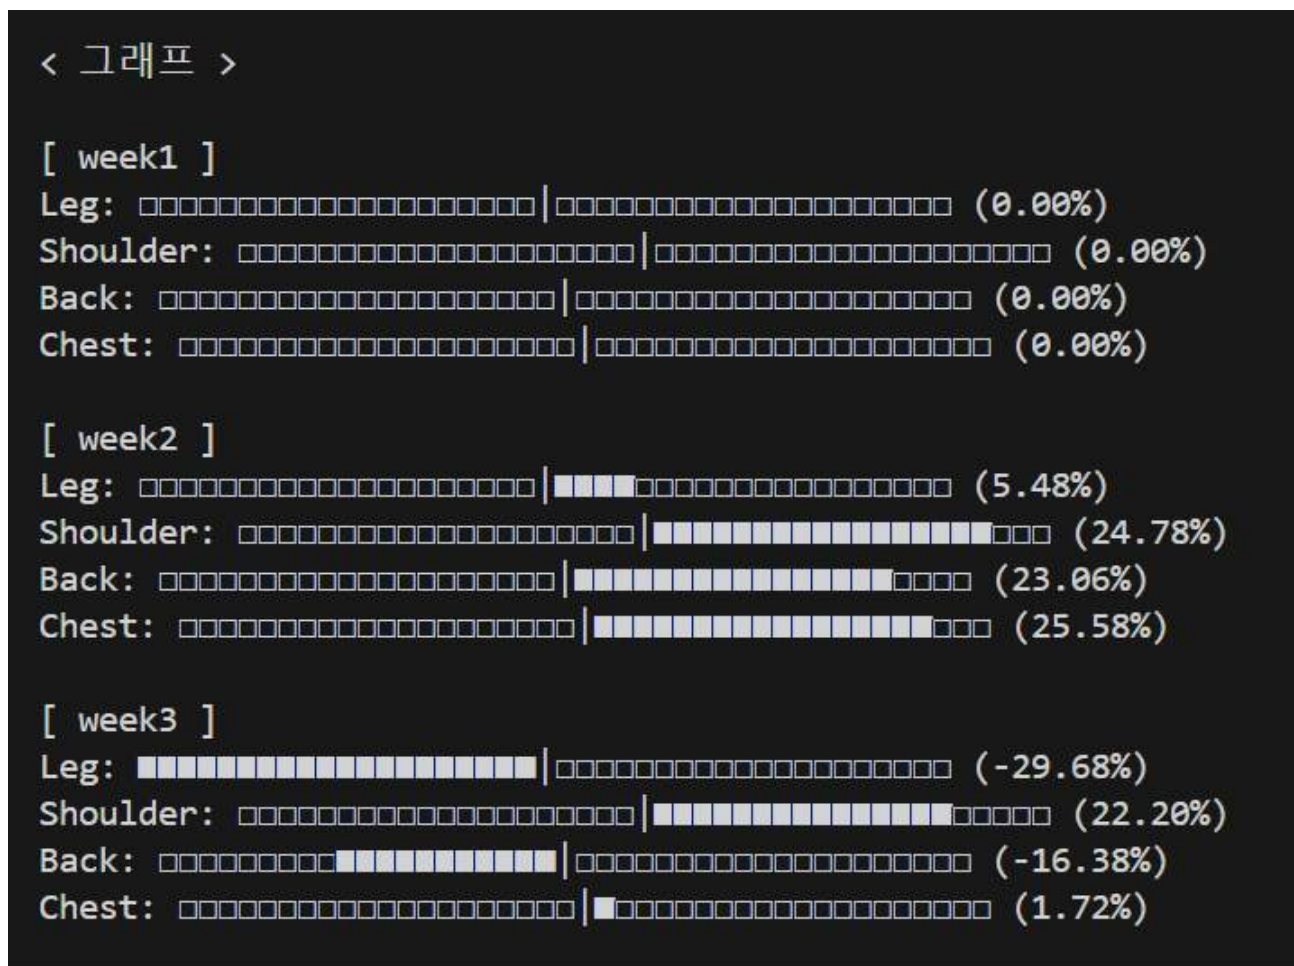 < 그래프 >
[ week1 ]
Leg: □□□□□□□□□□□□□□□□□□□□|□□□□□□□□□□□□□□□□□□□□ (0.00%)
Shoulder: □□□□□□□□□□□□□□□□□□□□|□□□□□□□□□□□□□□□□□□□□ (0.00%)
Back: □□□□□□□□□□□□□□□□□□□□|□□□□□□□□□□□□□□□□□□□□ (0.00%)
Chest: □□□□□□□□□□□□□□□□□□□□|□□□□□□□□□□□□□□□□□□□□ (0.00%)
[ week2 ]
Leg: □□□□□□□□□□□□□□□□□□□□|■■■■□□□□□□□□□□□□□□□□ (5.48%)
Shoulder: □□□□□□□□□□□□□□□□□□□□|■■■■■■■■■■■■■■■■■□□□ (24.78%)
Back: □□□□□□□□□□□□□□□□□□□□|■■■■■■■■■■■■■■■■□□□□ (23.06%)
Chest: □□□□□□□□□□□□□□□□□□□□|■■■■■■■■■■■■■■■■■□□□ (25.58%)
[ week3 ]
Leg: ■■■■■■■■■■■■■■■■■■■■|□□□□□□□□□□□□□□□□□□□□ (-29.68%)
Shoulder: □□□□□□□□□□□□□□□□□□□□|■■■■■■■■■■■■■■■□□□□□ (22.20%)
Back: □□□□□□□□□■■■■■■■■■■■|□□□□□□□□□□□□□□□□□□□□ (-16.38%)
Chest: □□□□□□□□□□□□□□□□□□□□|■□□□□□□□□□□□□□□□□□□□ (1.72%)